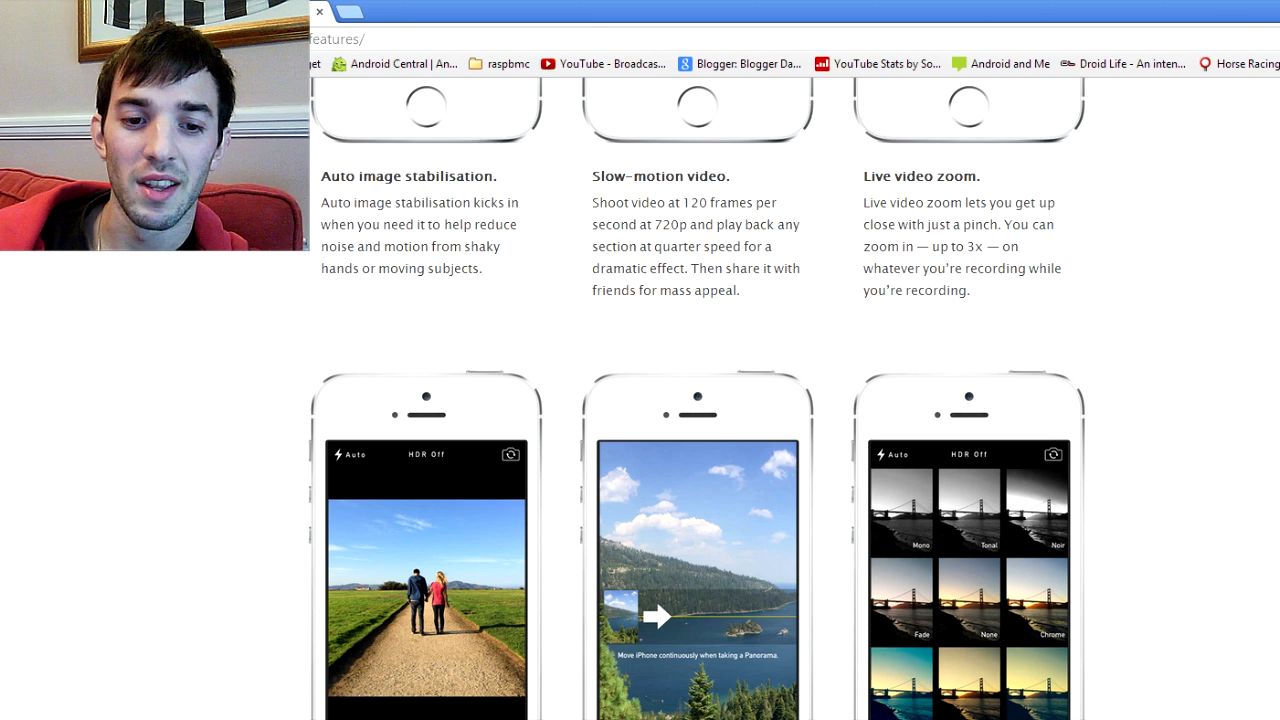 features/
get
Android Central | An...
raspbmc
YouTube - Broadcas...
Blogger: Blogger Da...
YouTube Stats by So...
Android and Me
Droid Life - An inten...
Horse Racing
Auto image stabilisation.
Auto image stabilisation kicks in
when you need it to help reduce
noise and motion from shaky
hands or moving subjects.
Slow-motion video.
Shoot video at 120 frames per
second at 720p and play back any
section at quarter speed for a
dramatic effect. Then share it with
friends for mass appeal.
Live video zoom.
Live video zoom lets you get up
close with just a pinch. You can
zoom in — up to 3x — on
whatever you’re recording while
you’re recording.
Auto HDR Off
Move iPhone continuously when taking a Panorama.
Auto HDR Off
Mono Tonal Noir
Fade None Chrome